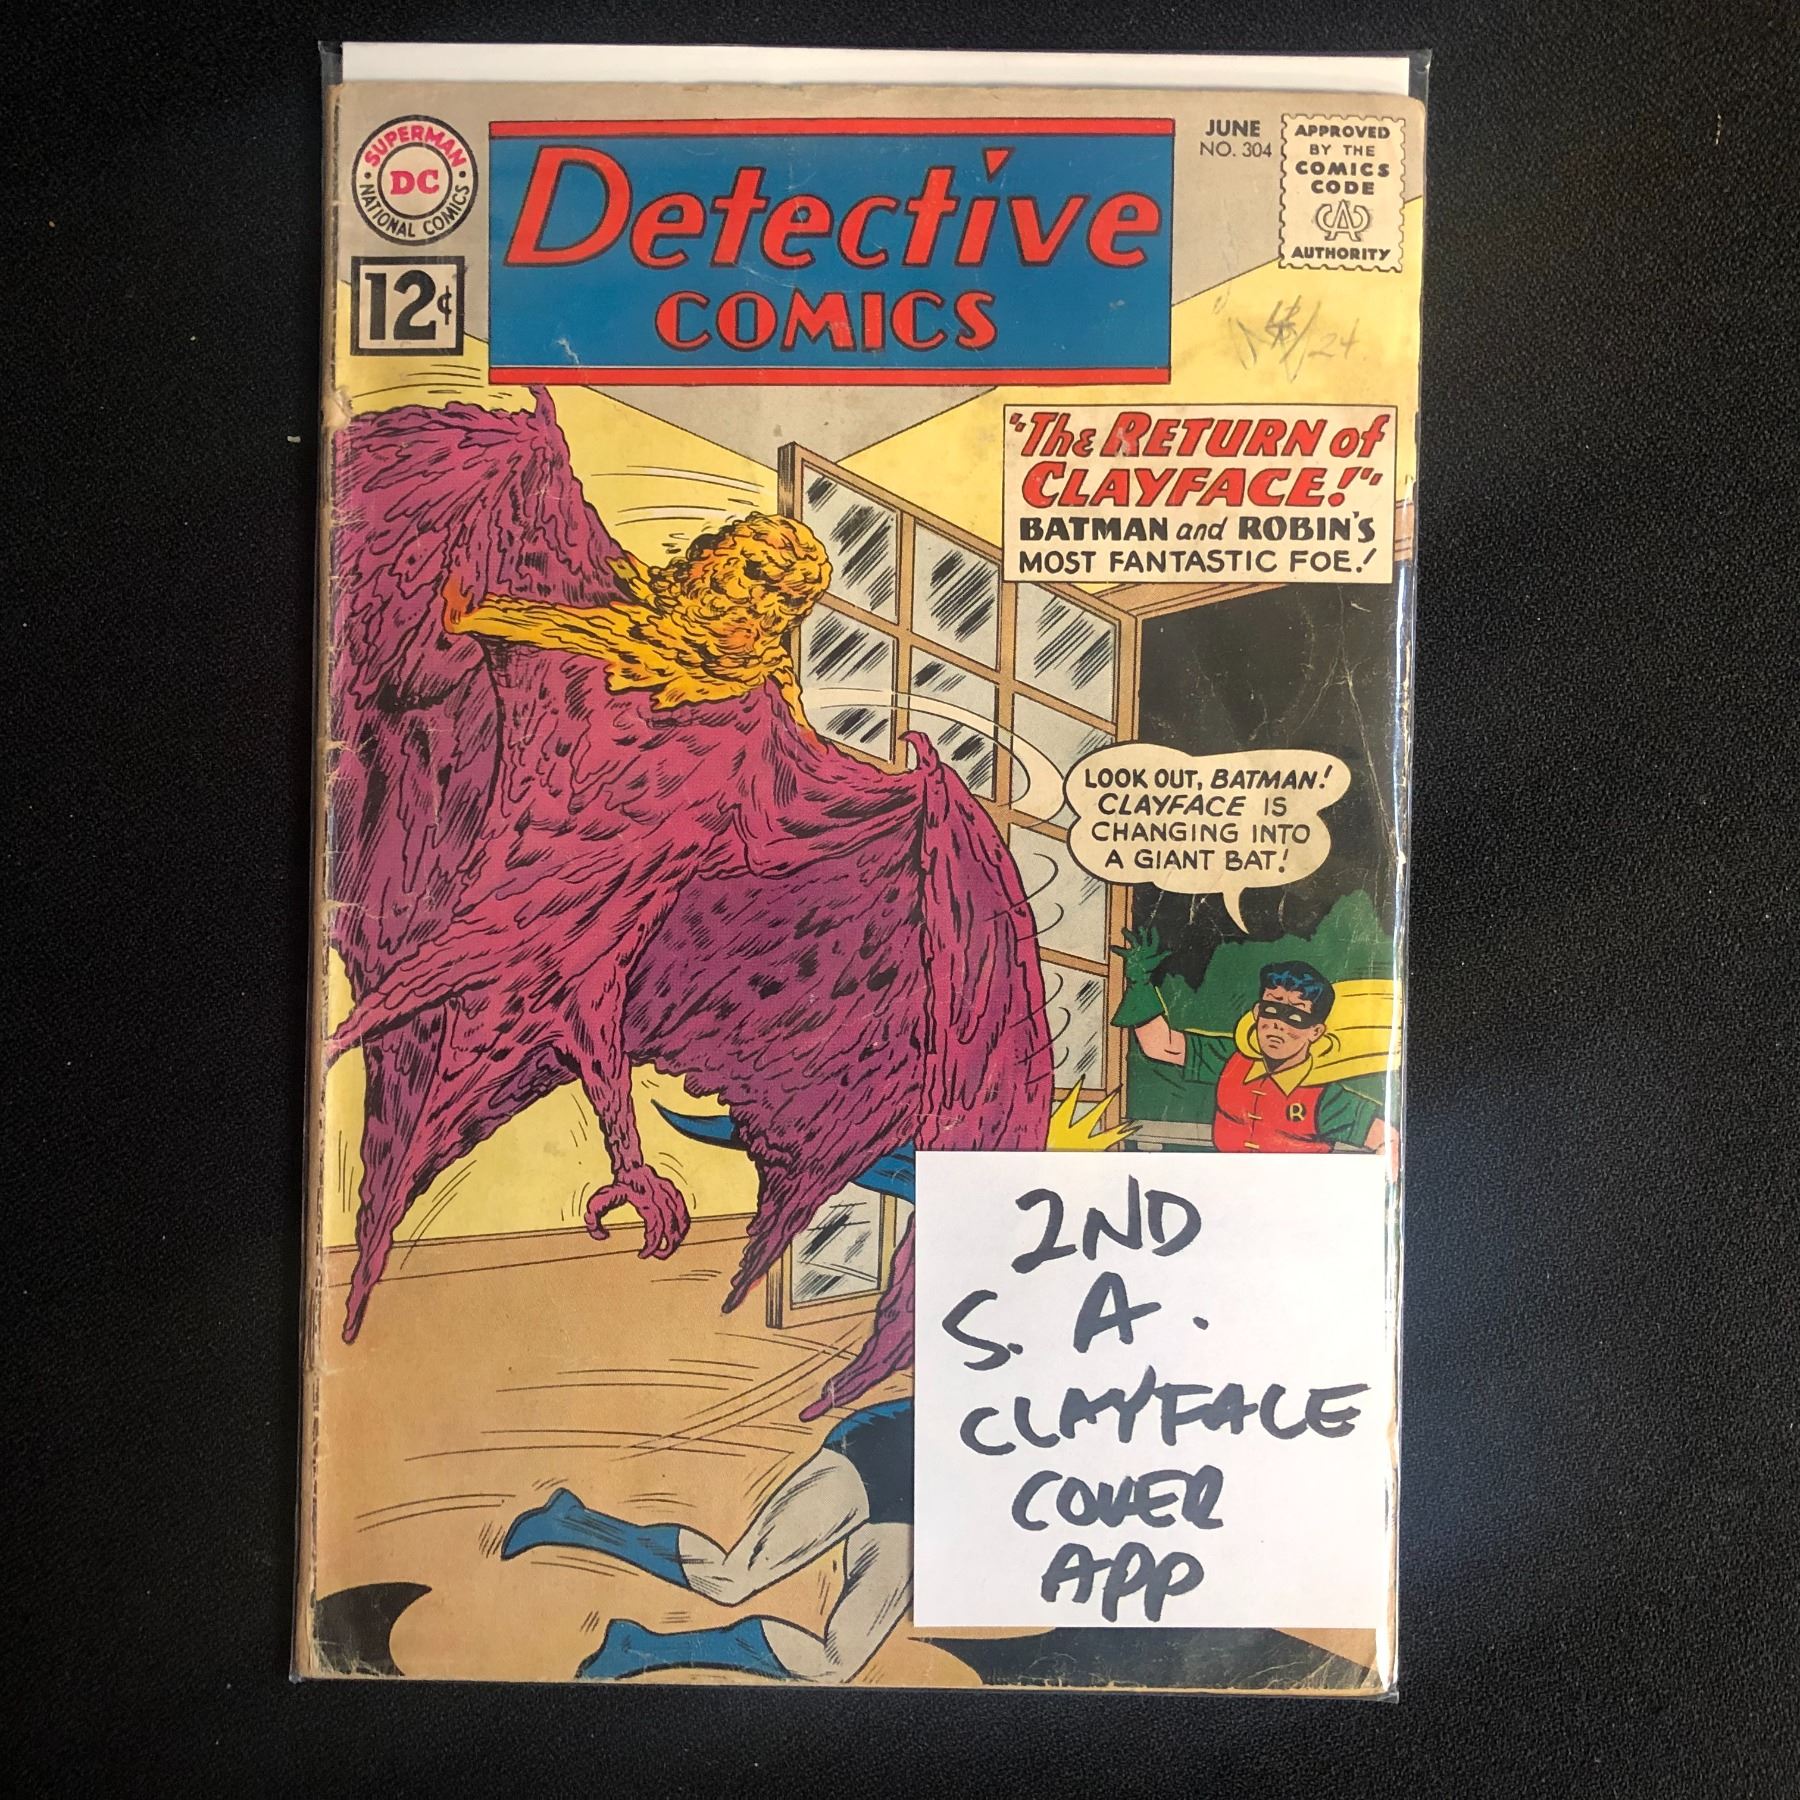 SUPERMAN
DC
NATIONAL COMICS
12¢
Detective
COMICS
JUNE
NO. 304
APPROVED
BY THE
COMICS
CODE
CA
AUTHORITY
24
"The RETURN of
CLAYFACE!"
BATMAN and ROBIN'S
MOST FANTASTIC FOE!
LOOK OUT, BATMAN!
CLAYFACE IS
CHANGING INTO
A GIANT BAT!
R
2ND
S. A.
CLAYFACE
COVER
APP